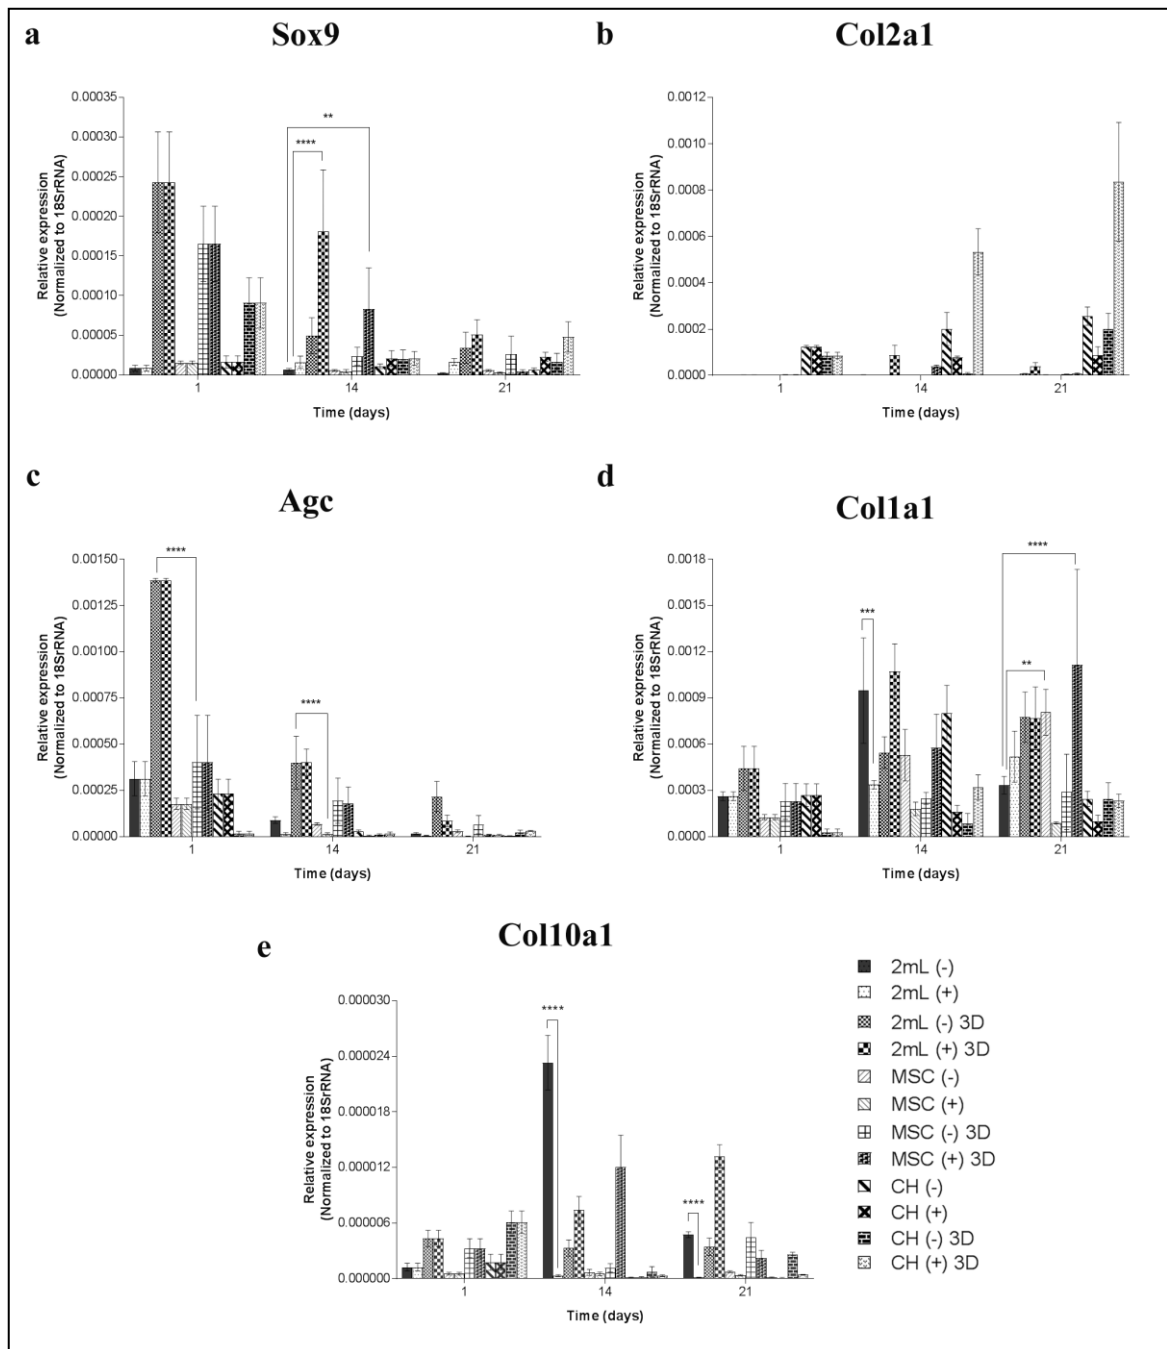 a
Sox9
0.00035
0.00030
0.00025
0.00020
0.00015
0.00010
0.00005
0.00000
Relative expression
(Normalized to 18SrRNA)
**
****
1
14
21
Time (days)
b
Col2a1
0.0012
0.0010
0.0008
0.0006
0.0004
0.0002
0.0000
Relative expression
(Normalized to 18SrRNA)
1
14
21
Time (days)
c
Agc
0.00150
0.00125
0.00100
0.00075
0.00050
0.00025
0.00000
Relative expression
(Normalized to 18SrRNA)
****
****
1
14
21
Time (days)
d
Col1a1
0.0018
0.0015
0.0012
0.0009
0.0006
0.0003
0.0000
Relative expression
(Normalized to 18SrRNA)
***
****
**
1
14
21
Time (days)
e
Col10a1
0.000030
0.000024
0.000018
0.000012
0.000006
0.000000
Relative expression
(Normalized to 18SrRNA)
****
****
1
14
21
Time (days)
2mL (-)
2mL (+)
2mL (-) 3D
2mL (+) 3D
MSC (-)
MSC (+)
MSC (-) 3D
MSC (+) 3D
CH (-)
CH (+)
CH (-) 3D
CH (+) 3D